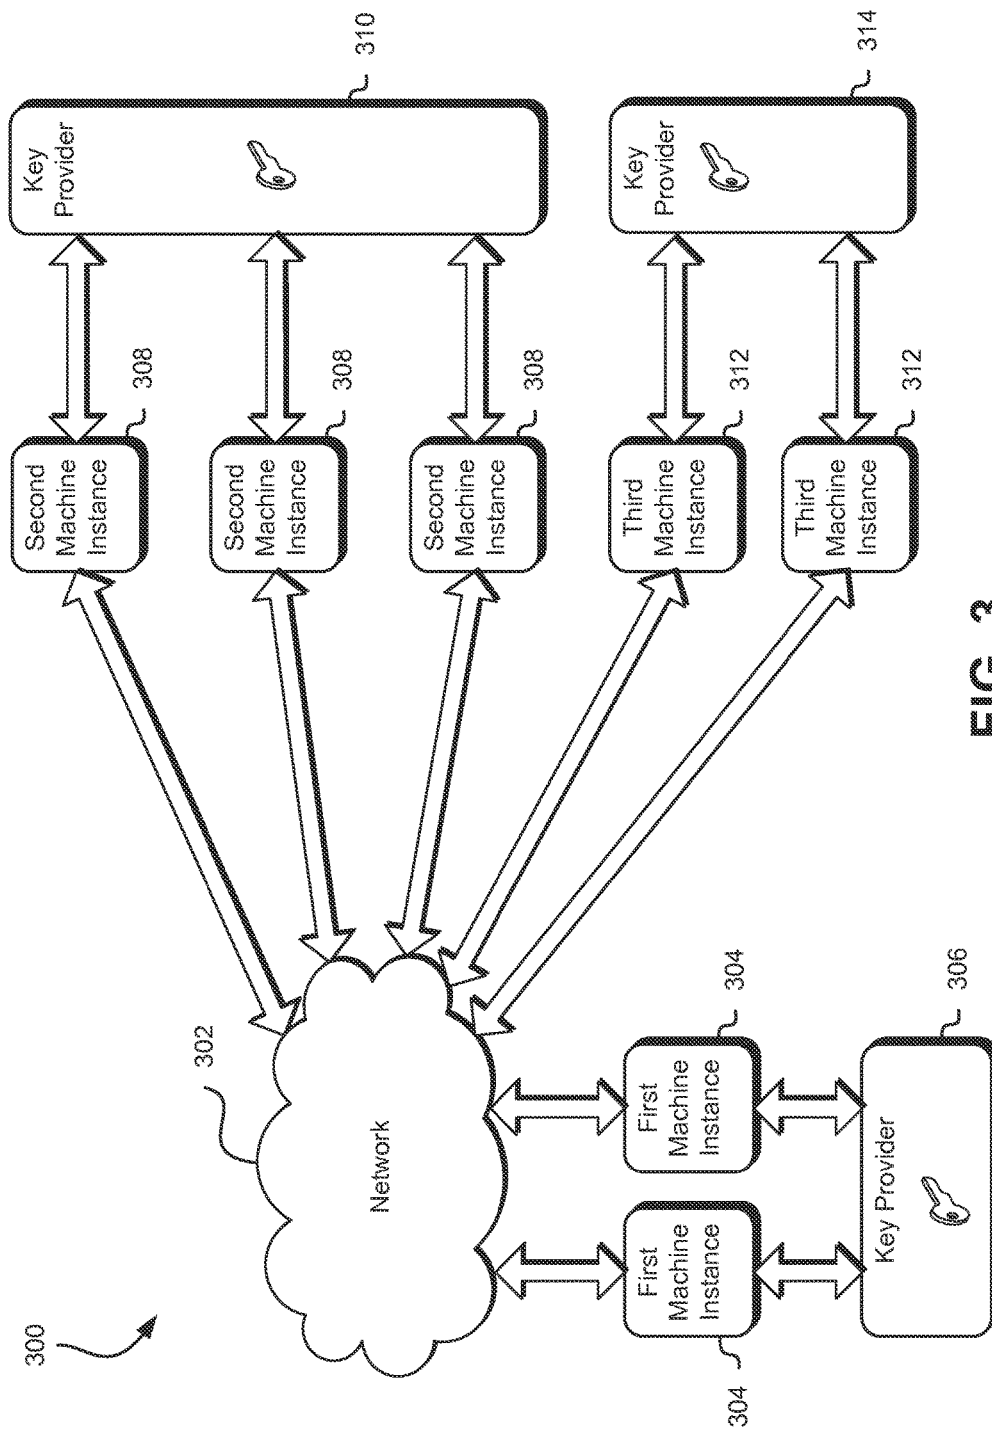 300
302
Network
304
First
Machine
Instance
First
Machine
Instance
304
Key Provider
306
Second
Machine
Instance
308
Second
Machine
Instance
308
Second
Machine
Instance
308
Key
Provider
310
Third
Machine
Instance
312
Third
Machine
Instance
312
Key
Provider
314
FIG. 3